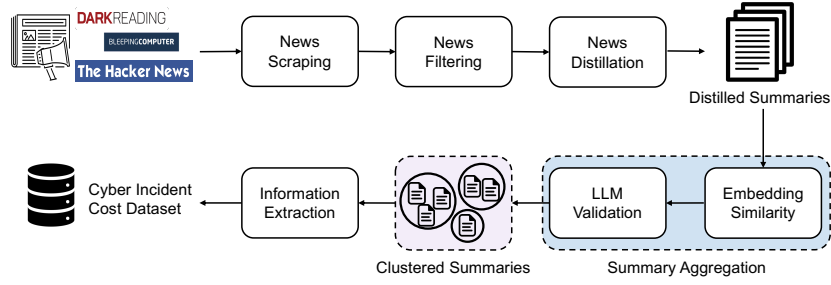 DARKREADING
BLEEPINGCOMPUTER
The Hacker News
News
Scraping
News
Filtering
News
Distillation
Distilled Summaries
Cyber Incident
Cost Dataset
Information
Extraction
Clustered Summaries
LLM
Validation
Embedding
Similarity
Summary Aggregation